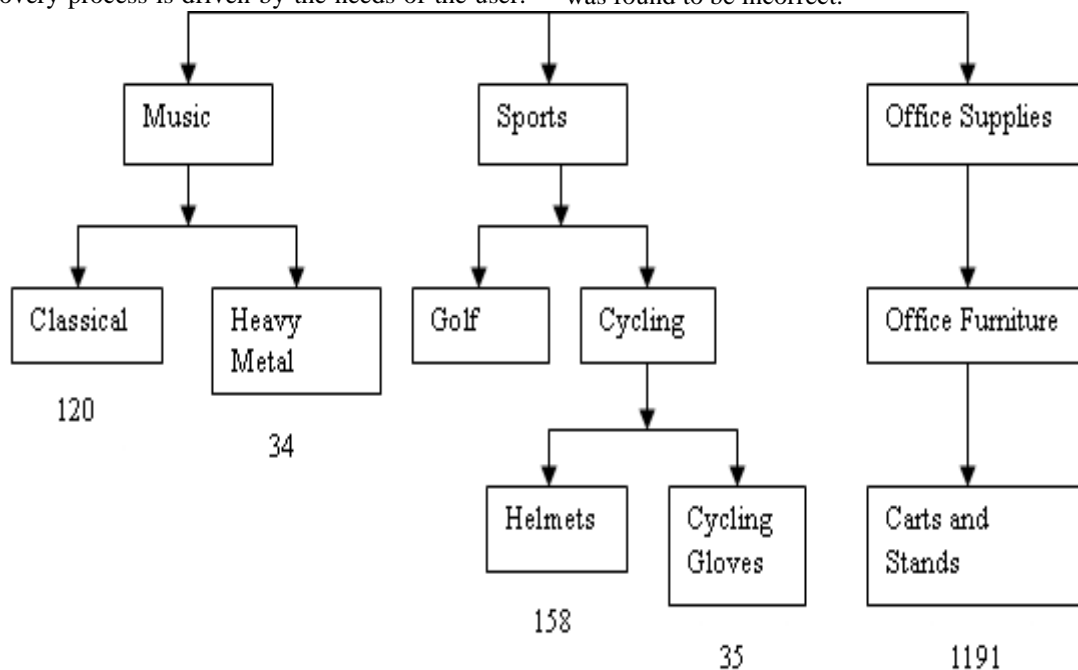 overy process is driven by the needs of the user.
was found to be incorrect.
Music
Sports
Office Supplies
Classical
Heavy
Metal
Golf
Cycling
Office Furniture
120
34
Helmets
Cycling
Gloves
Carts and
Stands
158
35
1191